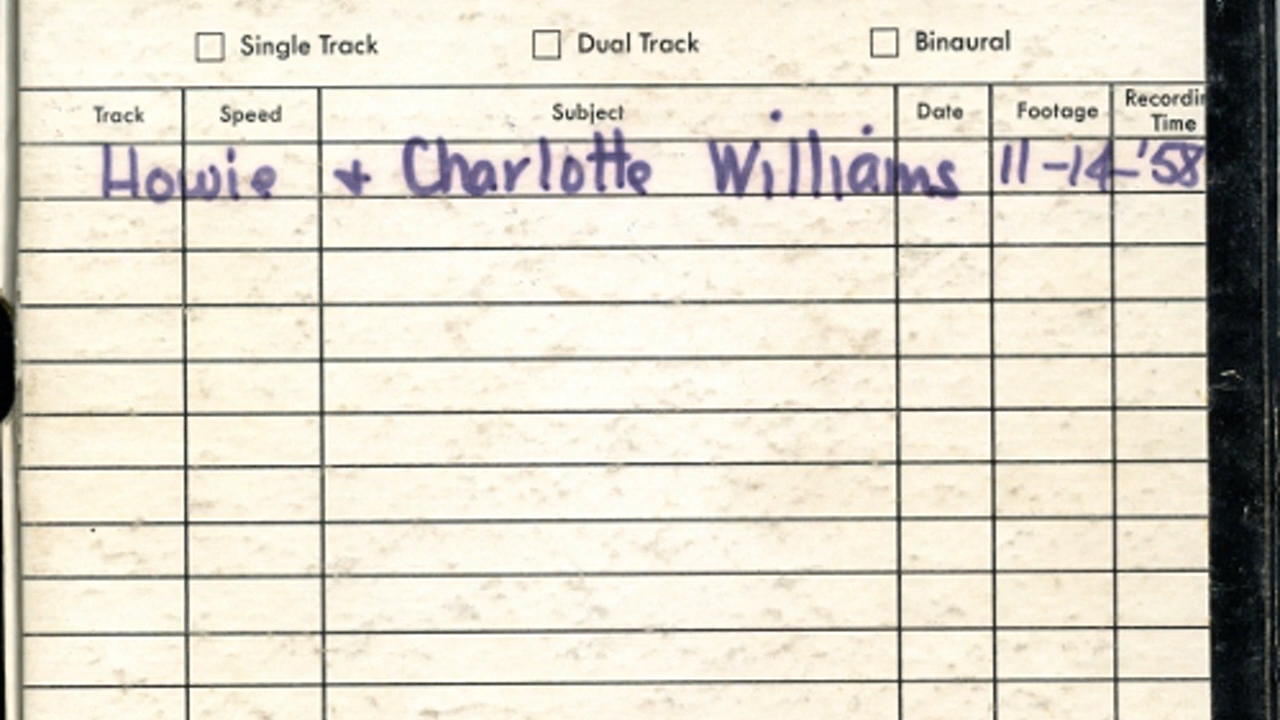 Single Track Dual Track Binaural
Track Speed Subject Date Footage Recordin
Time
Howie + Charlotte Williams 11-14-'58